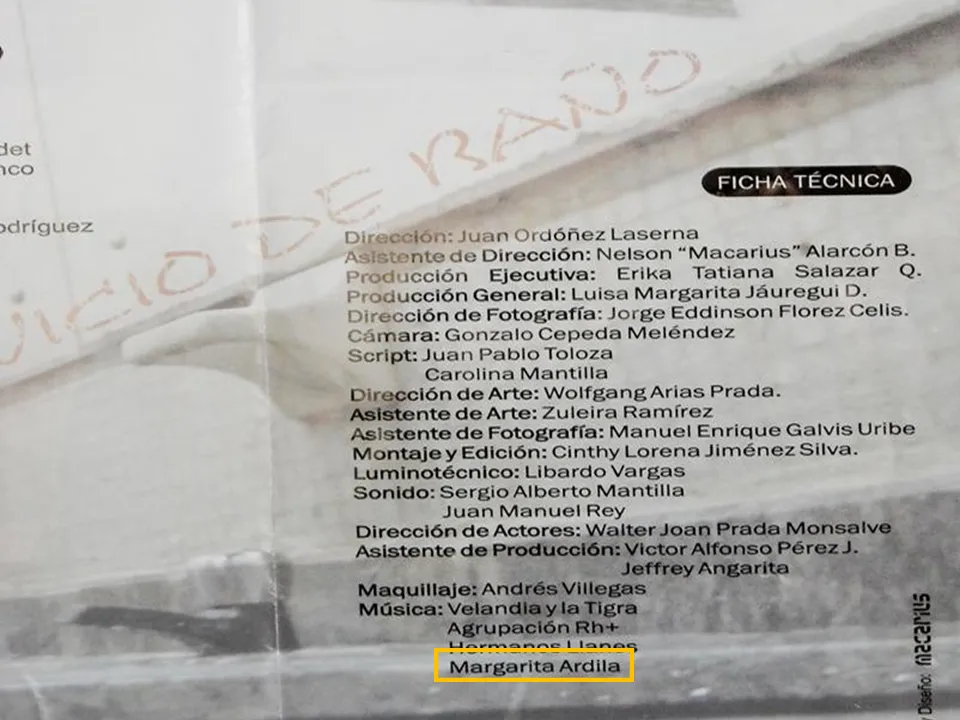 VICIO DE BAÑO
det
nco
odríguez
FICHA TÉCNICA
Dirección: Juan Ordóñez Laserna
Asistente de Dirección: Nelson “Macarius” Alarcón B.
Producción Ejecutiva: Erika Tatiana Salazar Q.
Producción General: Luisa Margarita Jáuregui D.
Dirección de Fotografía: Jorge Eddinson Florez Celis.
Cámara: Gonzalo Cepeda Meléndez
Script: Juan Pablo Toloza
Carolina Mantilla
Dirección de Arte: Wolfgang Arias Prada.
Asistente de Arte: Zuleira Ramírez
Asistente de Fotografía: Manuel Enrique Galvis Uribe
Montaje y Edición: Cinthy Lorena Jiménez Silva.
Luminotécnico: Libardo Vargas
Sonido: Sergio Alberto Mantilla
Juan Manuel Rey
Dirección de Actores: Walter Joan Prada Monsalve
Asistente de Producción: Victor Alfonso Pérez J.
Jeffrey Angarita
Maquillaje: Andrés Villegas
Música: Velandia y la Tigra
Agrupación Rh+
Hermanos Llanes
Margarita Ardila
Diseño: macarius